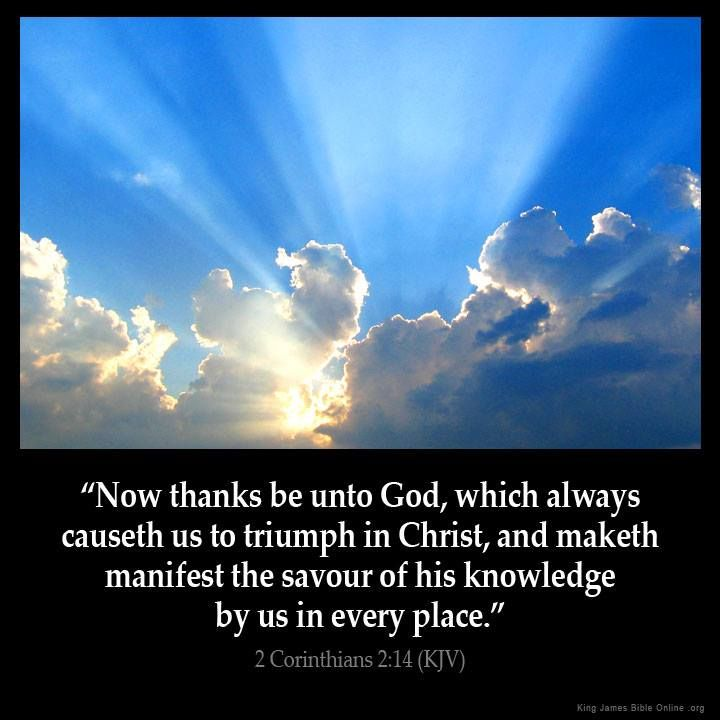 “Now thanks be unto God, which always
causeth us to triumph in Christ, and maketh
manifest the savour of his knowledge
by us in every place.”
2 Corinthians 2:14 (KJV)
King James Bible Online .org